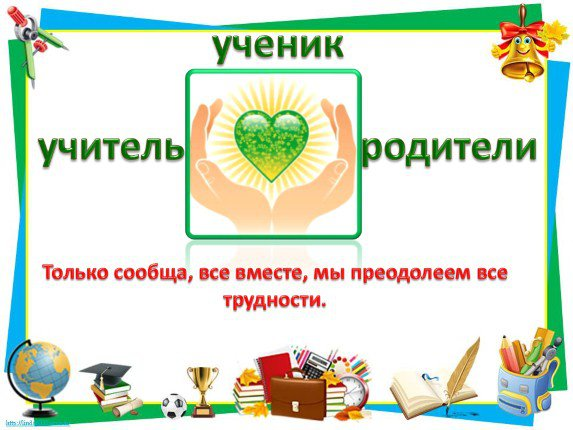 ученик
учитель
родители
Только сообща, все вместе, мы преодолеем все
трудности.